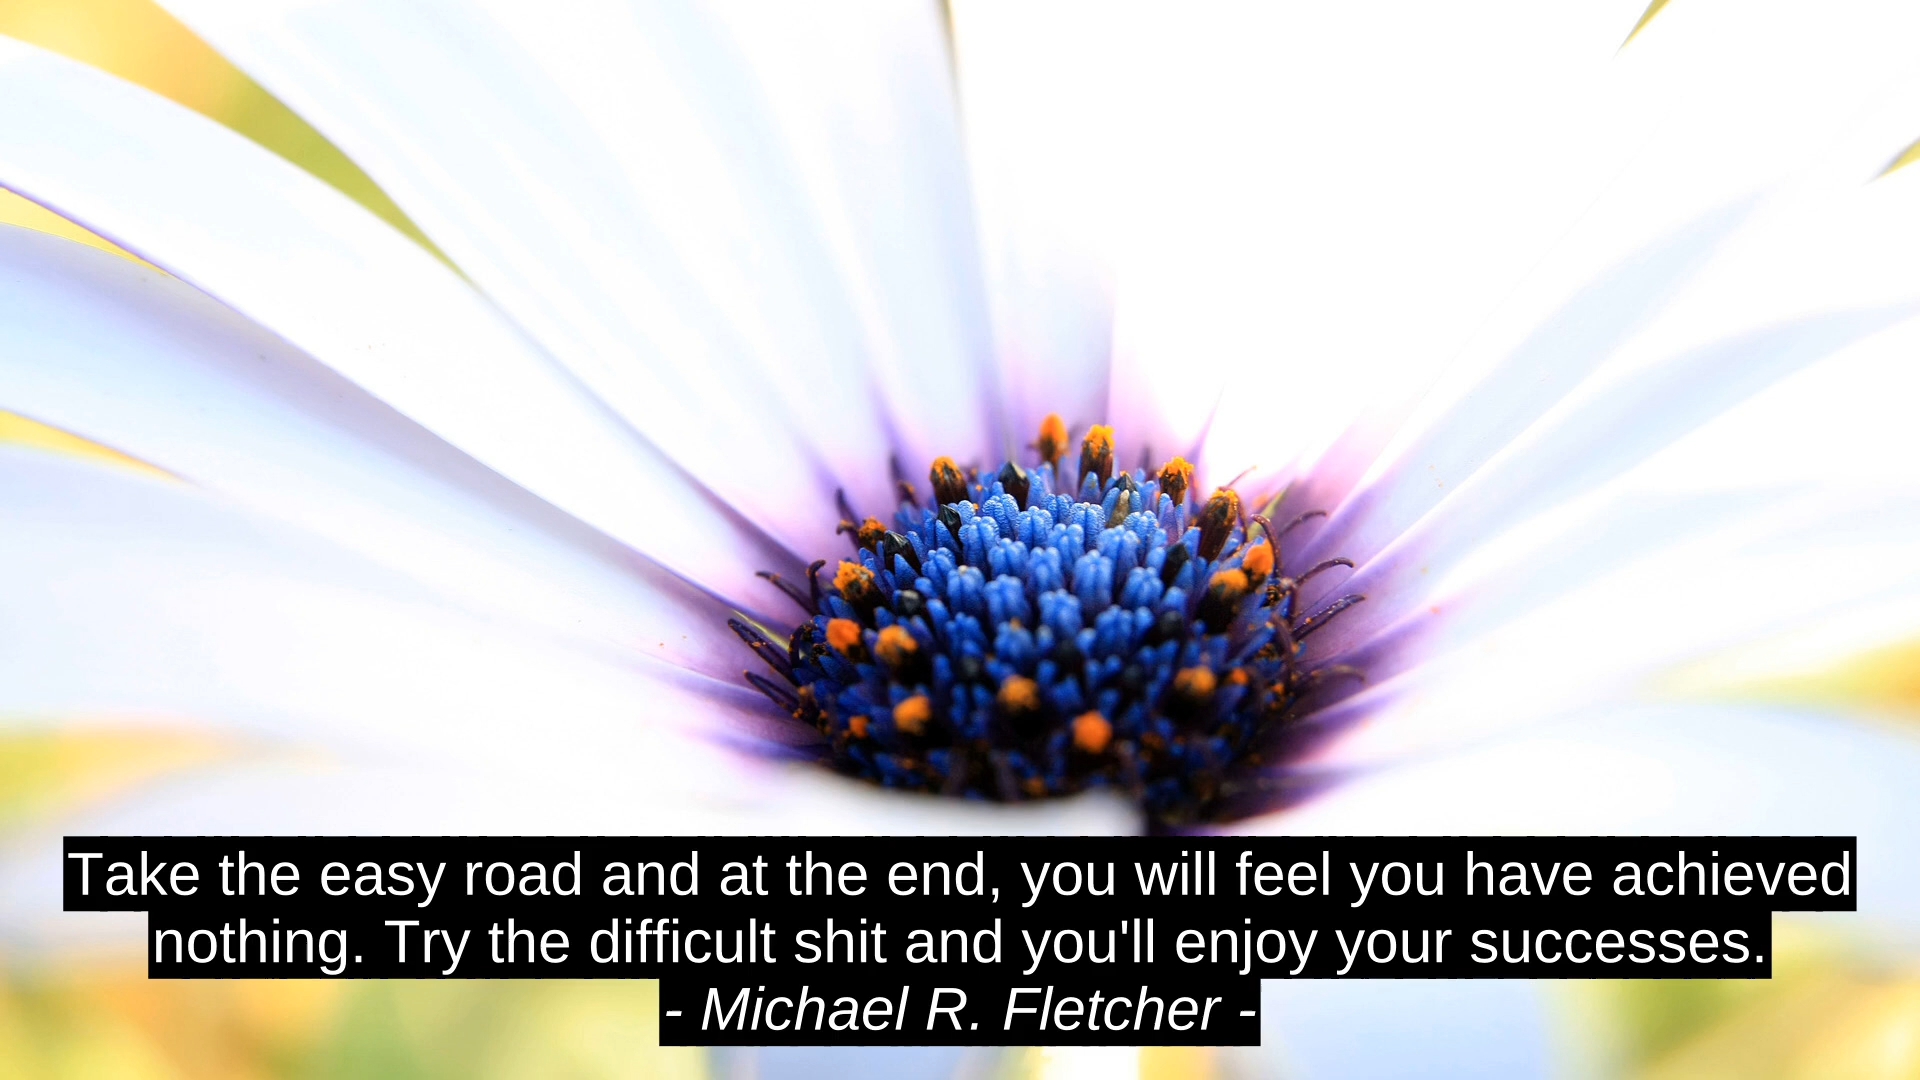 Take the easy road and at the end, you will feel you have achieved
nothing. Try the difficult shit and you'll enjoy your successes.
- Michael R. Fletcher -